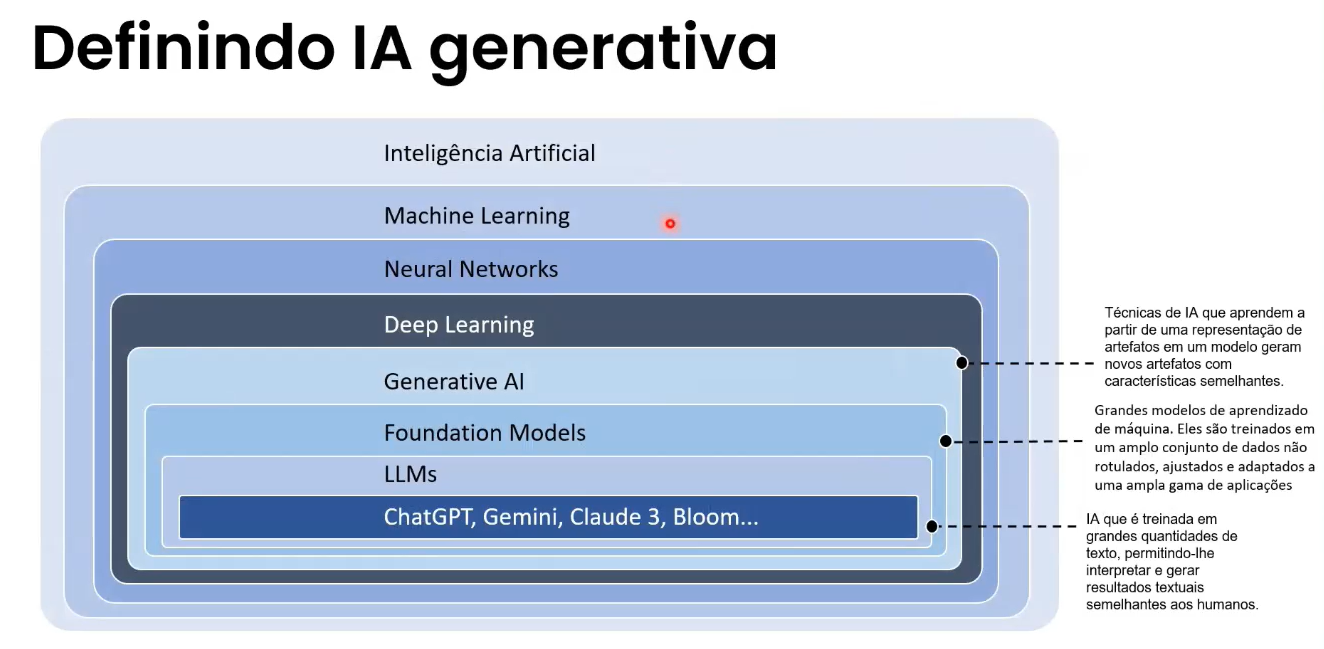 Definindo IA generativa
Inteligência Artificial
Machine Learning
Neural Networks
Deep Learning
Generative AI
Foundation Models
LLMs
ChatGPT, Gemini, Claude 3, Bloom...
Técnicas de IA que aprendem a
partir de uma representação de
artefatos em um modelo geram
novos artefatos com
características semelhantes.
Grandes modelos de aprendizado
de máquina. Eles são treinados em
um amplo conjunto de dados não
rotulados, ajustados e adaptados a
uma ampla gama de aplicações
IA que é treinada em
grandes quantidades de
texto, permitindo-lhe
interpretar e gerar
resultados textuais
semelhantes aos humanos.